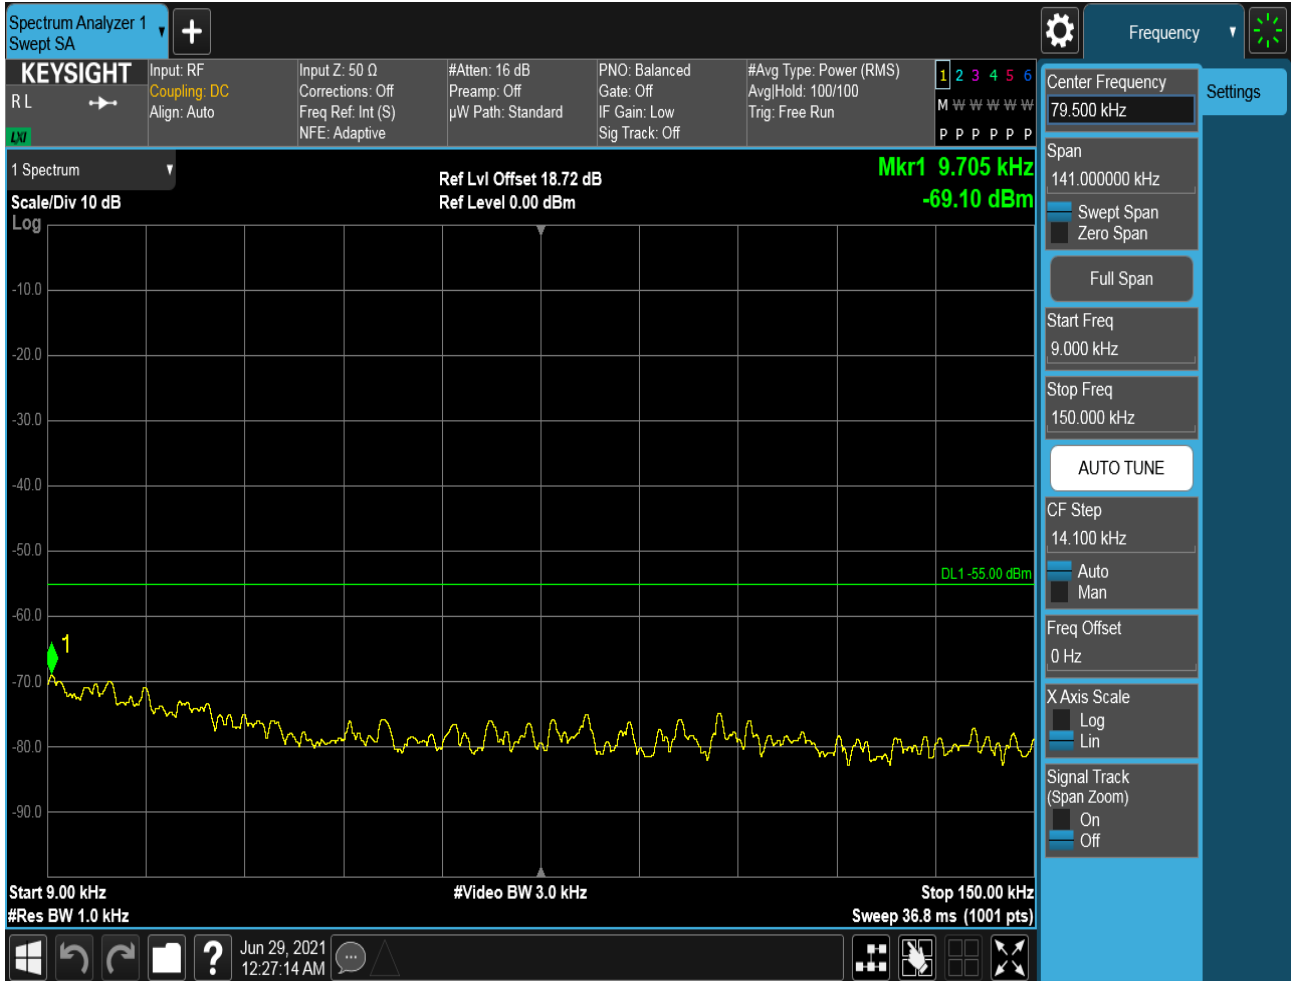 Spectrum Analyzer 1
Swept SA
+
Frequency
KEYSIGHT
R L
LXI
Input: RF
Coupling: DC
Align: Auto
Input Z: 50 Ω
Corrections: Off
Freq Ref: Int (S)
NFE: Adaptive
#Atten: 16 dB
Preamp: Off
µW Path: Standard
PNO: Balanced
Gate: Off
IF Gain: Low
Sig Track: Off
#Avg Type: Power (RMS)
Avg|Hold: 100/100
Trig: Free Run
1 2 3 4 5 6
M W W W W W
P P P P P P
1 Spectrum
Scale/Div 10 dB
Log
Ref Lvl Offset 18.72 dB
Ref Level 0.00 dBm
Mkr1 9.705 kHz
-69.10 dBm
-10.0
-20.0
-30.0
-40.0
-50.0
DL1 -55.00 dBm
-60.0
1
-70.0
-80.0
-90.0
Start 9.00 kHz
#Res BW 1.0 kHz
#Video BW 3.0 kHz
Stop 150.00 kHz
Sweep 36.8 ms (1001 pts)
?
Jun 29, 2021
12:27:14 AM
Center Frequency
79.500 kHz
Settings
Span
141.000000 kHz
Swept Span
Zero Span
Full Span
Start Freq
9.000 kHz
Stop Freq
150.000 kHz
AUTO TUNE
CF Step
14.100 kHz
Auto
Man
Freq Offset
0 Hz
X Axis Scale
Log
Lin
Signal Track
(Span Zoom)
On
Off